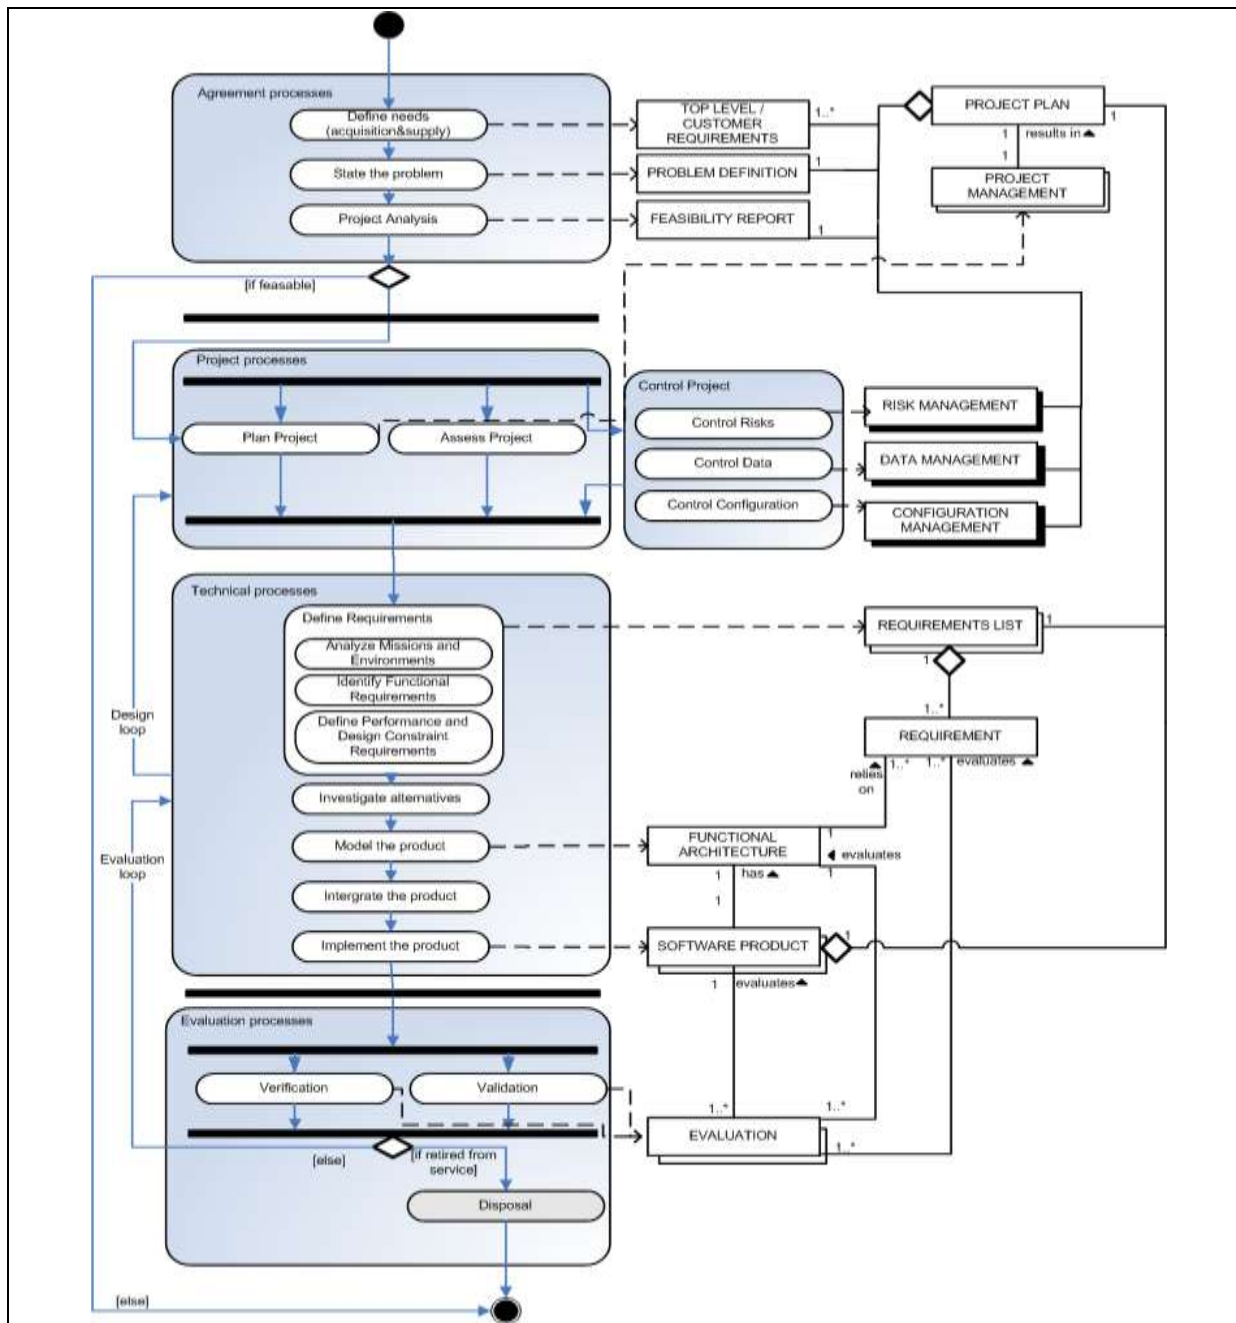 Agreement processes
Define needs
(acquisition&supply)
State the problem
Project Analysis
TOP LEVEL /
CUSTOMER
REQUIREMENTS
1..*
PROBLEM DEFINITION
1
FEASIBILITY REPORT
1
PROJECT PLAN
1
1
results in
1
PROJECT
MANAGEMENT
[if feasable]
Project processes
Plan Project
Assess Project
Control Project
Control Risks
Control Data
Control Configuration
RISK MANAGEMENT
DATA MANAGEMENT
CONFIGURATION
MANAGEMENT
Technical processes
Define Requirements
Analyze Missions and
Environments
Identify Functional
Requirements
Define Performance and
Design Constraint
Requirements
Investigate alternatives
Model the product
Intergrate the product
Implement the product
Design
loop
Evaluation
loop
REQUIREMENTS LIST
1
1
1..*
REQUIREMENT
1..*
1..*
evaluates
relies
on
FUNCTIONAL
ARCHITECTURE
1
evaluates
1
1
has
1
SOFTWARE PRODUCT
1
1
evaluates
Evaluation processes
Verification
Validation
1..*
1..*
EVALUATION
1..*
[else]
[if retired from
service]
Disposal
[else]